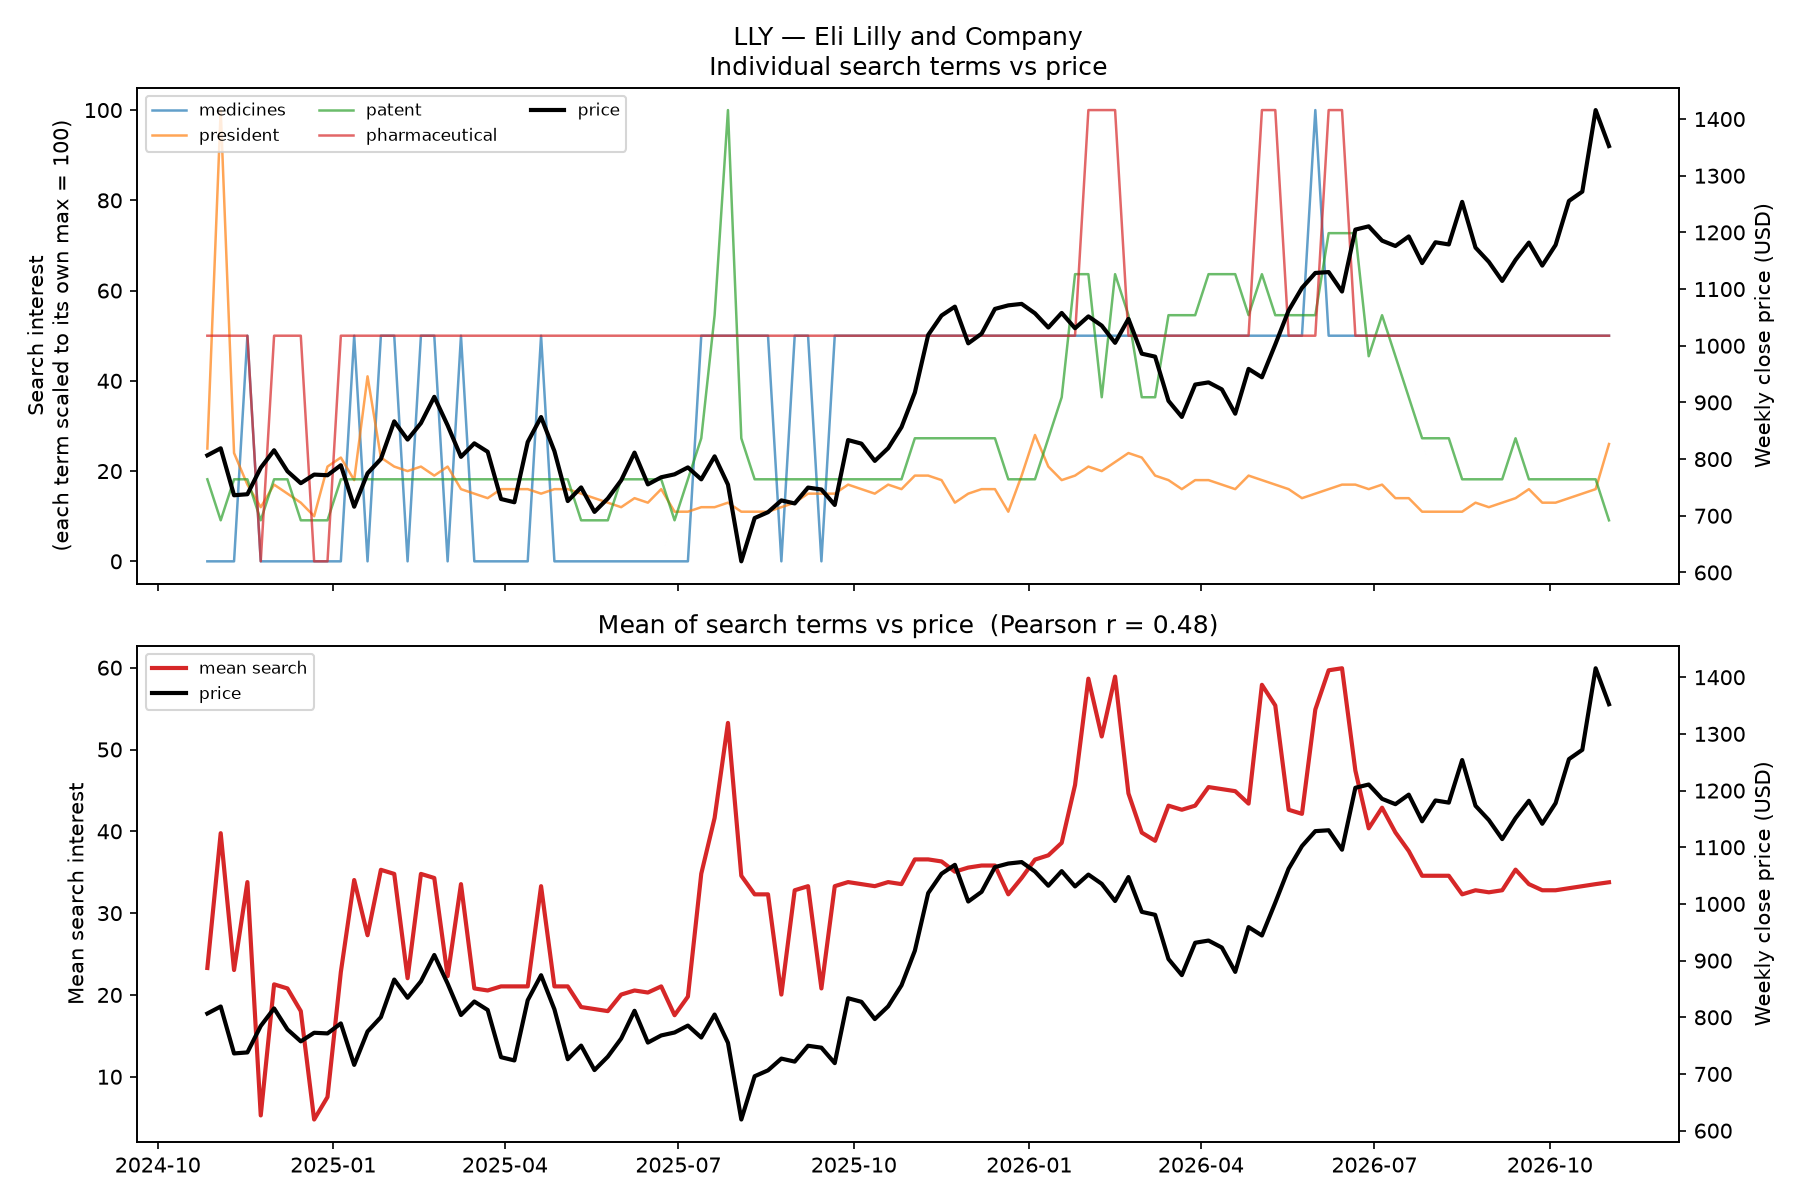 LLY — Eli Lilly and Company
Individual search terms vs price
medicines
president
patent
pharmaceutical
price
Search interest
(each term scaled to its own max = 100)
100
80
60
40
20
0
Weekly close price (USD)
1400
1300
1200
1100
1000
900
800
700
600
Mean of search terms vs price (Pearson r = 0.48)
mean search
price
Mean search interest
60
50
40
30
20
10
Weekly close price (USD)
1400
1300
1200
1100
1000
900
800
700
600
2024-10
2025-01
2025-04
2025-07
2025-10
2026-01
2026-04
2026-07
2026-10